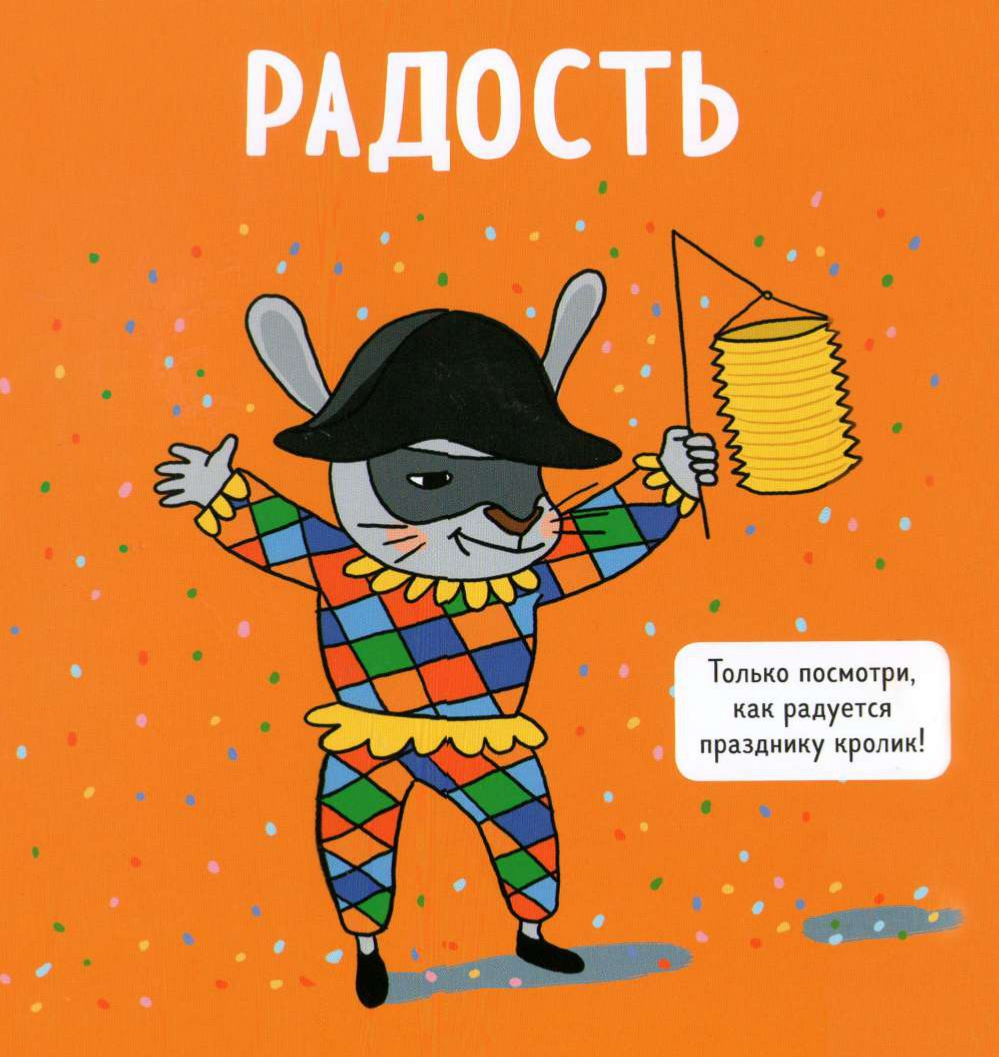 РАДОСТЬ
Только посмотри,
как радуется
празднику кролик!